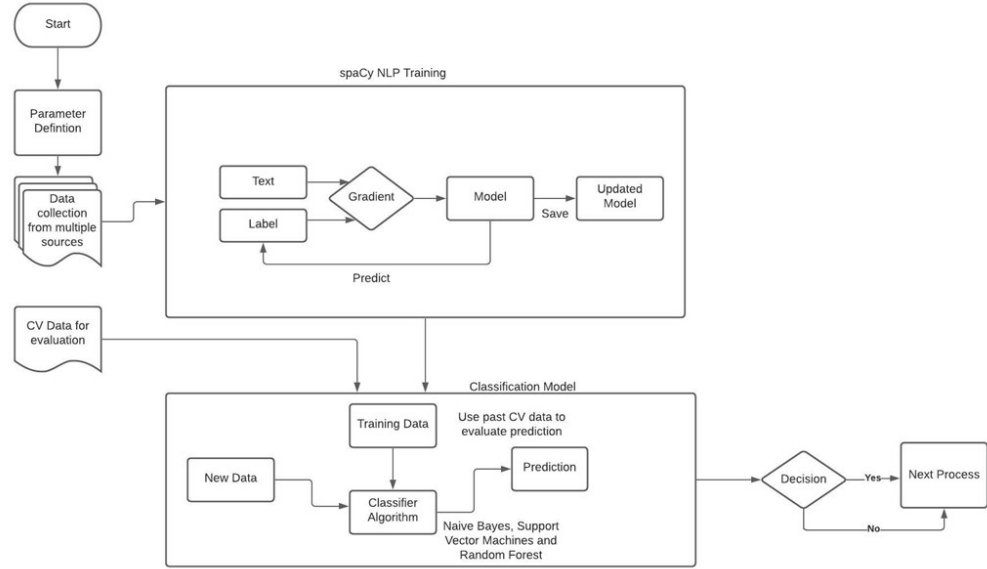 Start
spaCy NLP Training
Parameter
Defintion
Text
Gradient
Model
Updated
Model
Save
Data
collection
from multiple
sources
Label
Predict
CV Data for
evaluation
Classification Model
Training Data
Use past CV data to
evaluate prediction
New Data
Prediction
Classifier
Algorithm
Naive Bayes, Support
Vector Machines and
Random Forest
Decision
Yes
No
Next Process